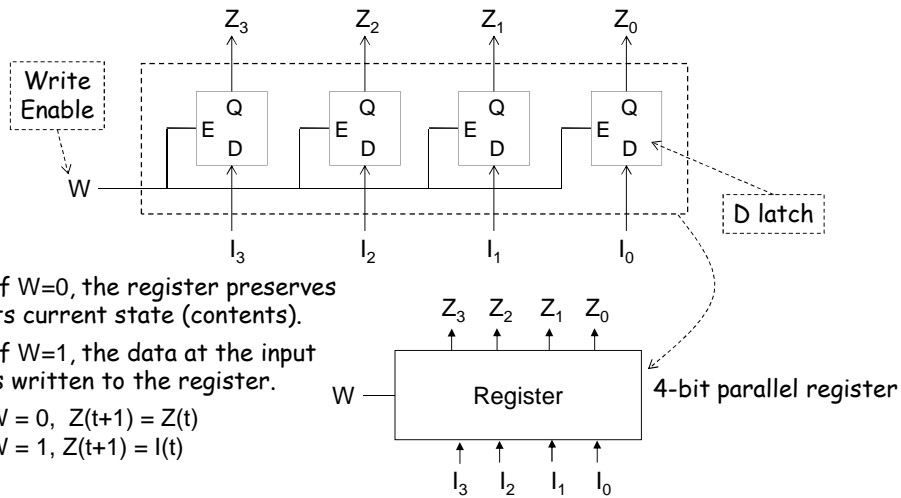 Z₃ Z₂ Z₁ Z₀
Write
Enable
Q Q Q Q
E E E E
D D D D
W
D latch
I₃ I₂ I₁ I₀
f W=0, the register preserves
ts current state (contents).
f W=1, the data at the input
s written to the register.
W = 0, Z(t+1) = Z(t)
W = 1, Z(t+1) = I(t)
Z₃ Z₂ Z₁ Z₀
W
Register
4-bit parallel register
I₃ I₂ I₁ I₀